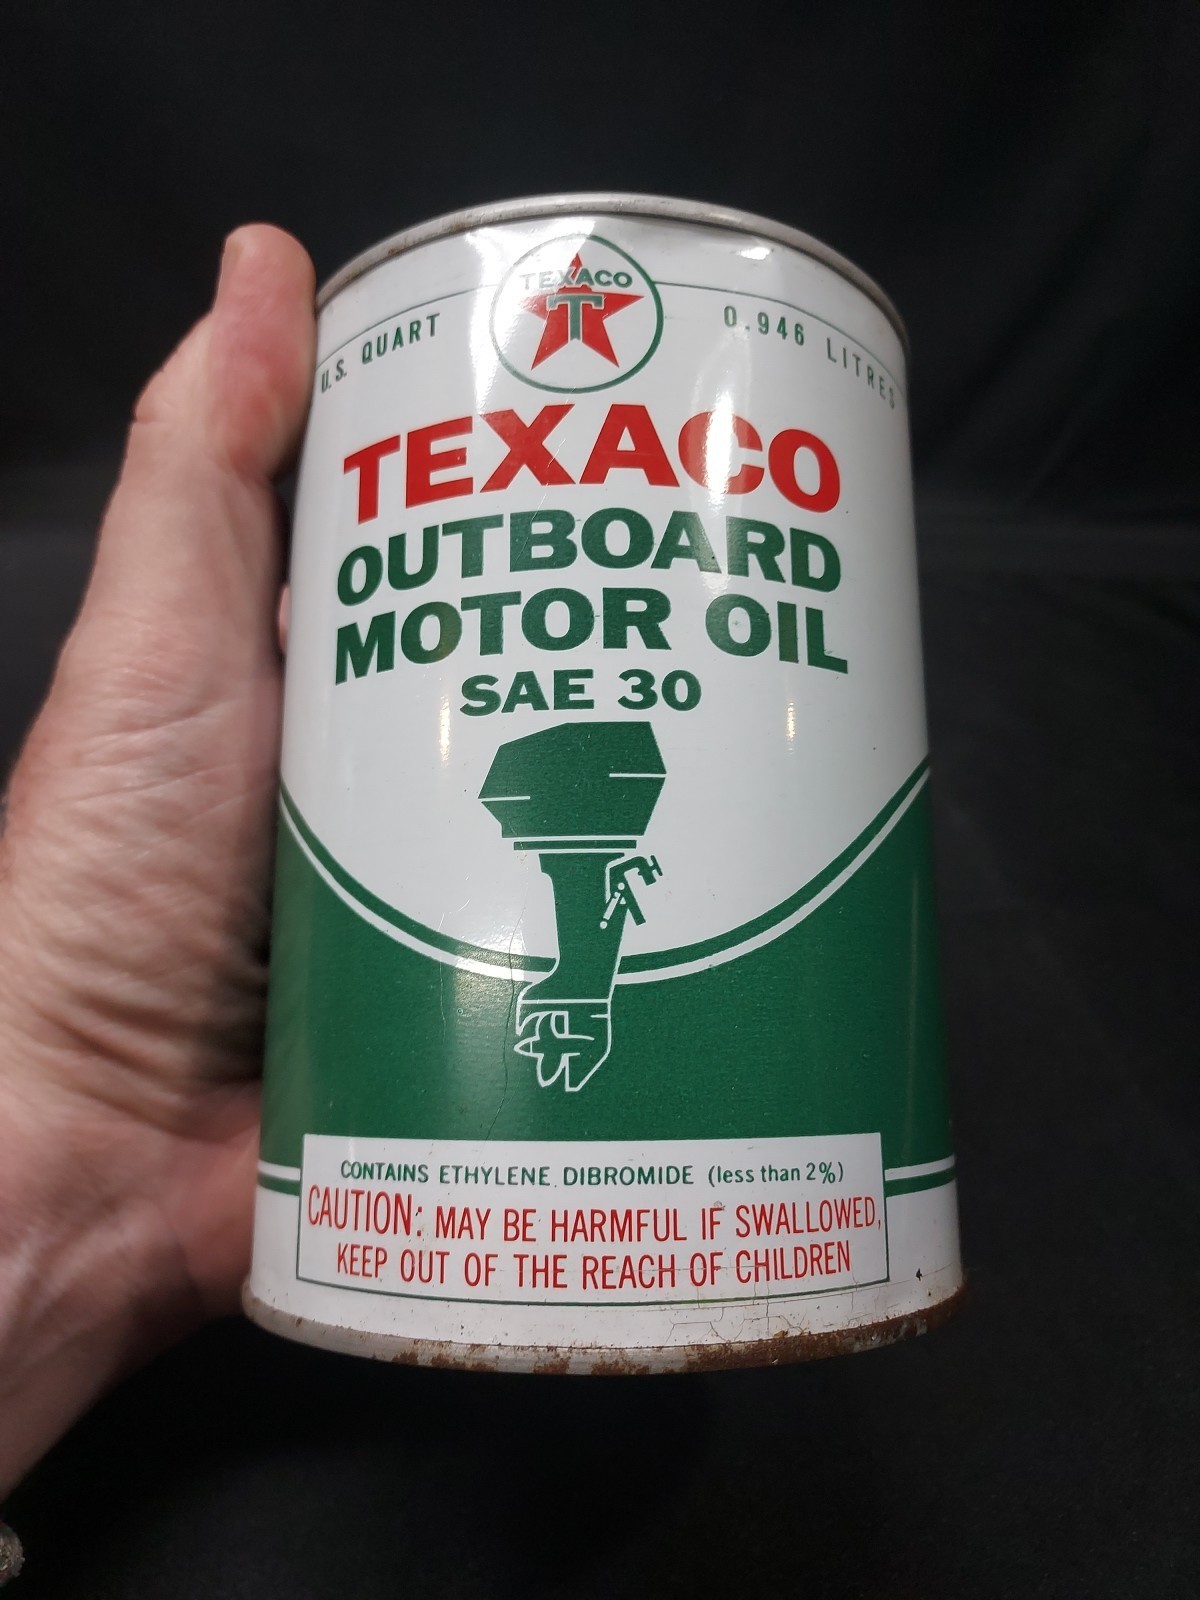 TEXACO
T
U.S. QUART
0.946 LITRES
TEXACO
OUTBOARD
MOTOR OIL
SAE 30
CONTAINS ETHYLENE DIBROMIDE (less than 2%)
CAUTION: MAY BE HARMFUL IF SWALLOWED,
KEEP OUT OF THE REACH OF CHILDREN